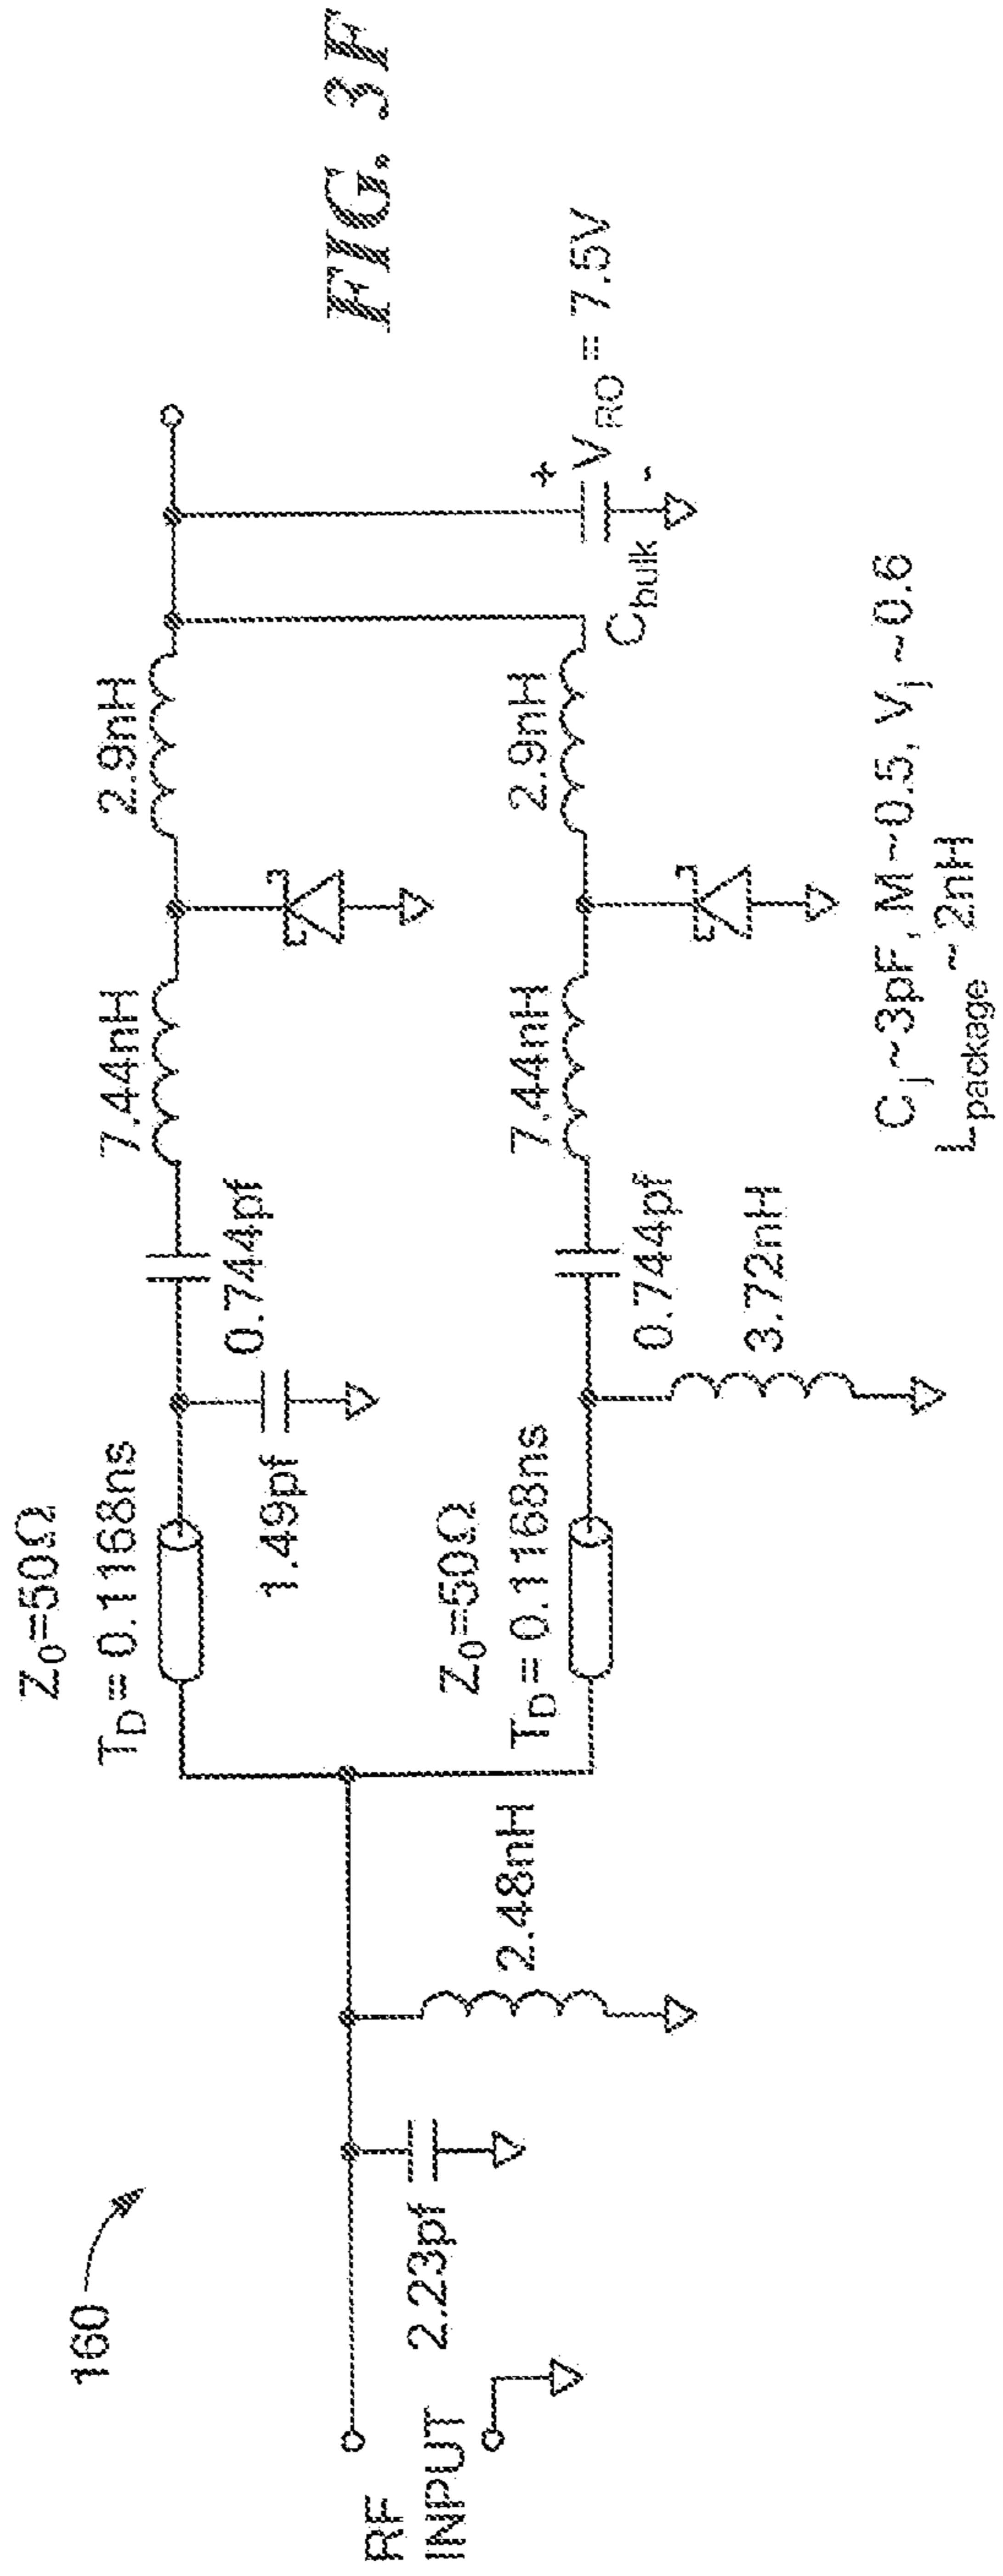 FIG. 3F
160
RF
INPUT
2.23pf
2.48nH
Z0=50Ω
TD=0.1168ns
1.49pf
0.744pf
7.44nH
2.9nH
Z0=50Ω
TD=0.1168ns
3.72nH
0.744pf
7.44nH
2.9nH
Cbulk
+
VRO = 7.5V
-
Cj~3pF, M~0.5, Vj~0.6
Lpackage~2nH